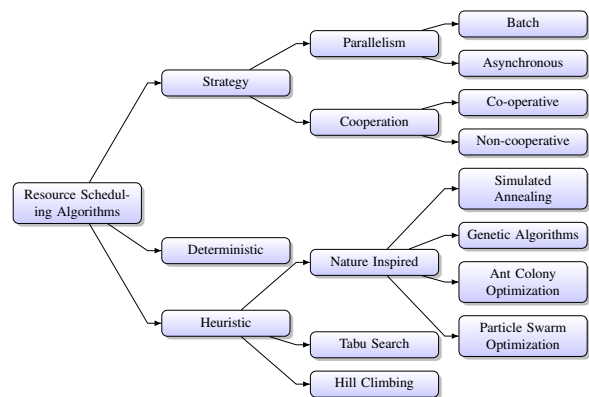 Resource Schedul-
ing Algorithms
Strategy
Parallelism
Batch
Asynchronous
Cooperation
Co-operative
Non-cooperative
Deterministic
Heuristic
Nature Inspired
Simulated
Annealing
Genetic Algorithms
Ant Colony
Optimization
Particle Swarm
Optimization
Tabu Search
Hill Climbing